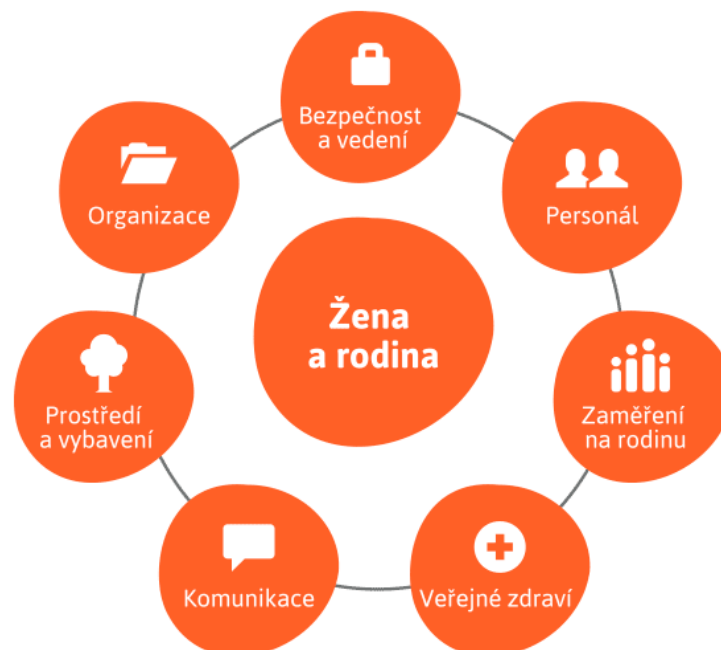 Bezpečnost
a vedení
Organizace
Personál
Žena
a rodina
Prostředí
a vybavení
Zaměření
na rodinu
Komunikace
Veřejné zdraví